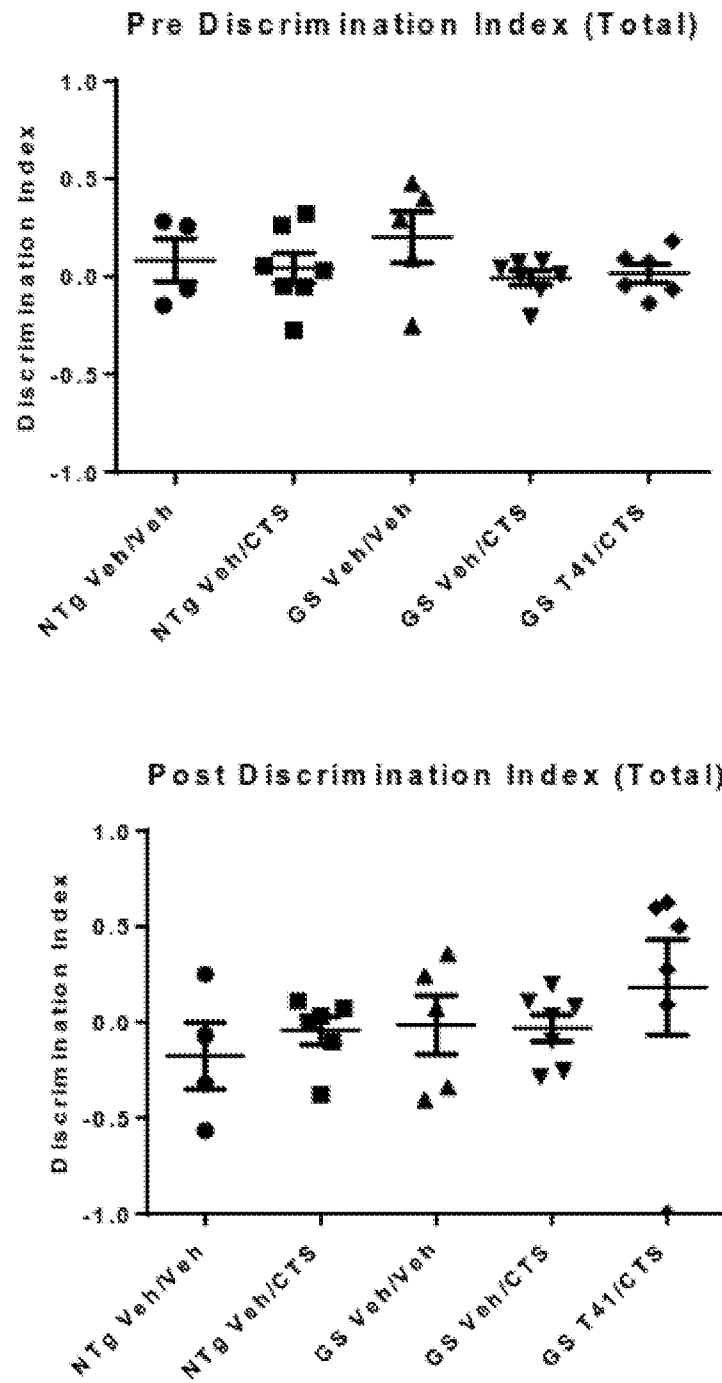 Pre Discrimination Index (Total)
Discrimination Index
1.0
0.5
0.0
-0.5
-1.0
NTg Veh/Veh
NTg Veh/CTS
GS Veh/Veh
GS Veh/CTS
GS T41/CTS
Post Discrimination Index (Total)
Discrimination Index
1.0
0.5
0.0
-0.5
-1.0
NTg Veh/Veh
NTg Veh/CTS
GS Veh/Veh
GS Veh/CTS
GS T41/CTS